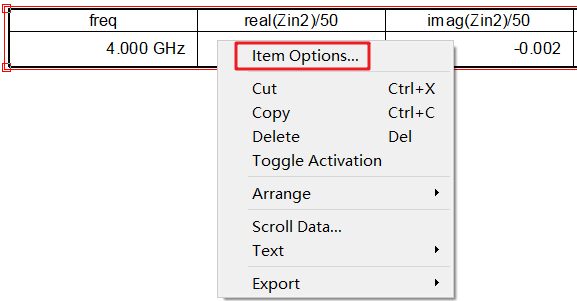 freq real(Zin2)/50 imag(Zin2)/50
4.000 GHz -0.002
Item Options...
Cut Ctrl+X
Copy Ctrl+C
Delete Del
Toggle Activation
Arrange
Scroll Data...
Text
Export